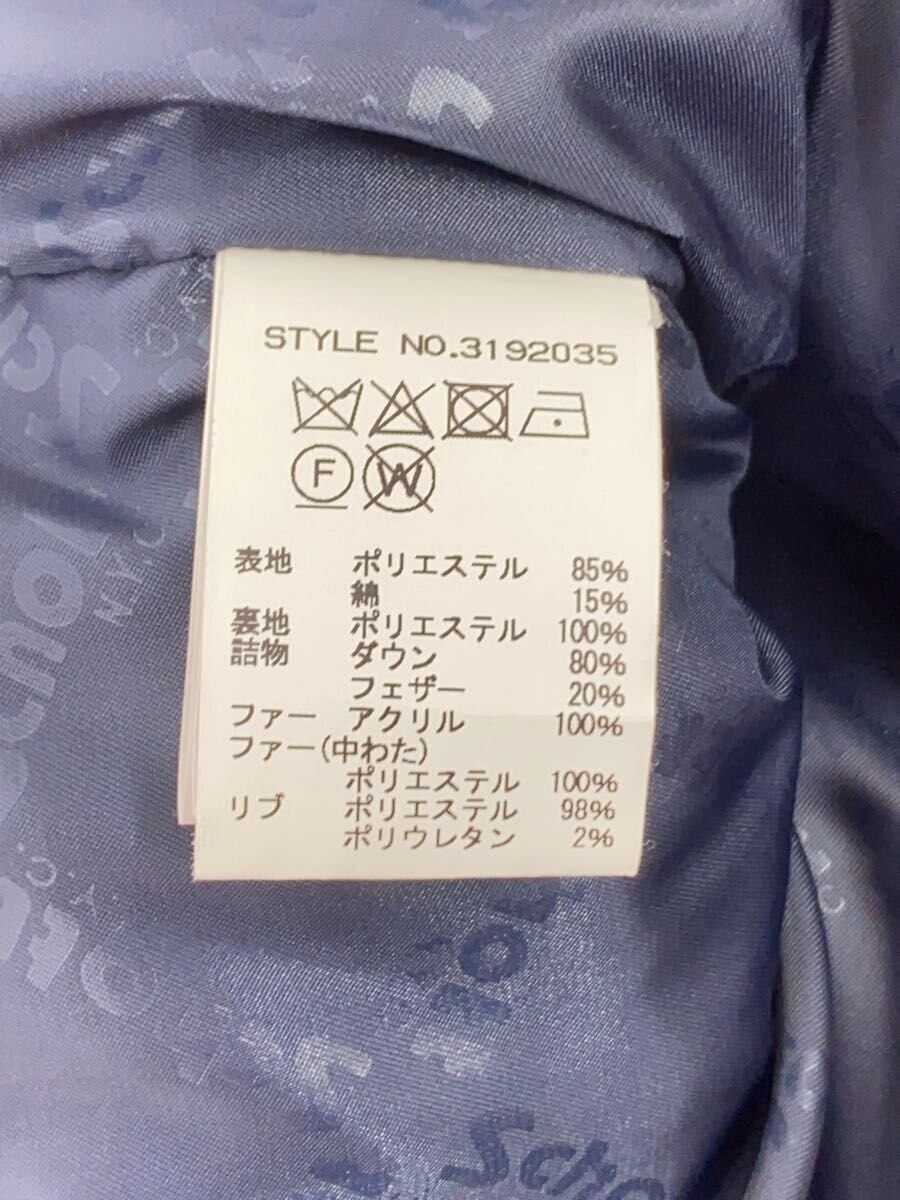 STYLE NO.3192035
F W
表地 ポリエステル 85%
綿 15%
裏地 ポリエステル 100%
詰物 ダウン 80%
フェザー 20%
ファー アクリル 100%
ファー(中わた)
ポリエステル 100%
リブ ポリエステル 98%
ポリウレタン 2%
Scho